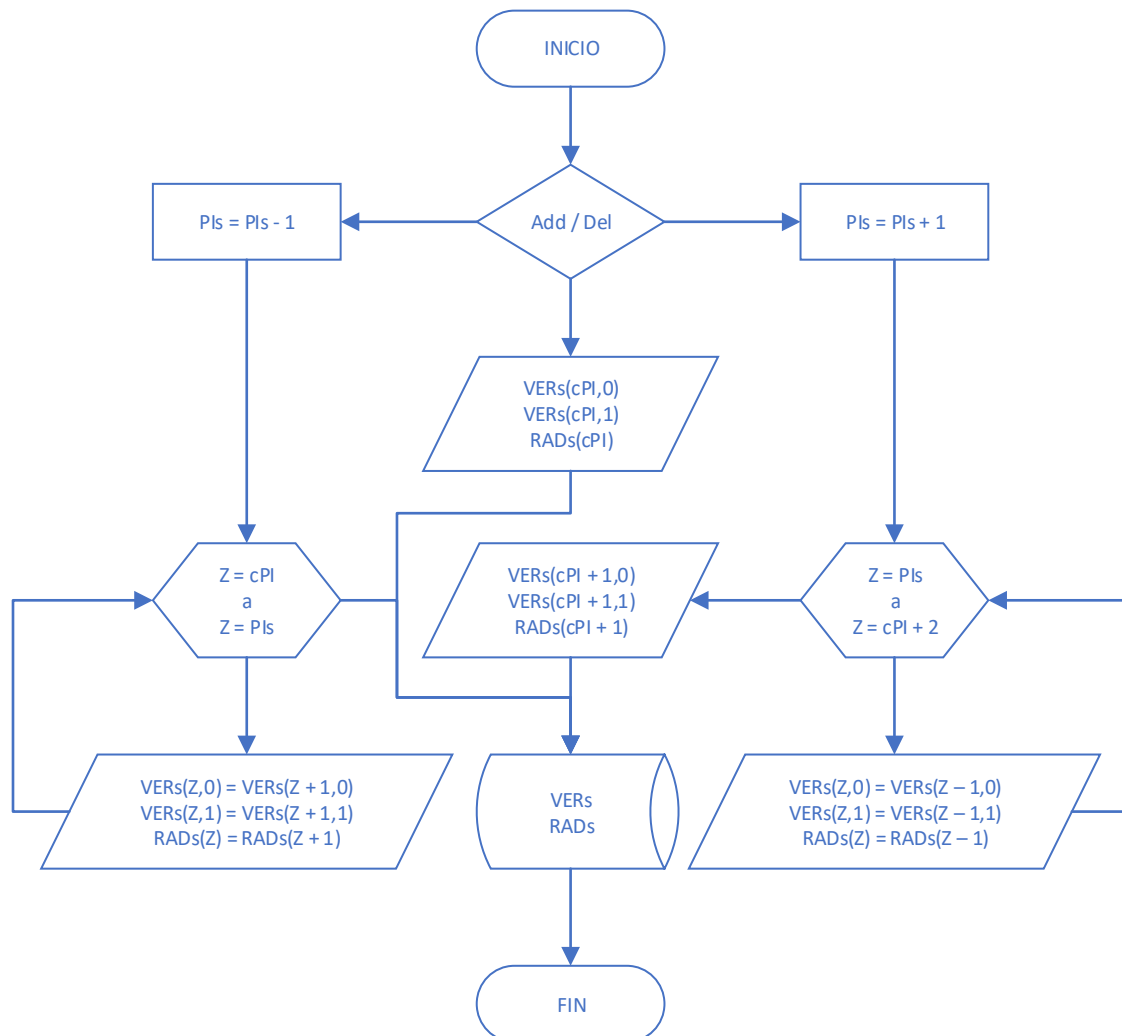 INICIO
PIs = PIs - 1
Add / Del
PIs = PIs + 1
VERs(cPI,0)
VERs(cPI,1)
RADs(cPI)
Z = cPI
a
Z = PIs
VERs(cPI + 1,0)
VERs(cPI + 1,1)
RADs(cPI + 1)
Z = PIs
a
Z = cPI + 2
VERs(Z,0) = VERs(Z + 1,0)
VERs(Z,1) = VERs(Z + 1,1)
RADs(Z) = RADs(Z + 1)
VERs
RADs
VERs(Z,0) = VERs(Z – 1,0)
VERs(Z,1) = VERs(Z – 1,1)
RADs(Z) = RADs(Z – 1)
FIN